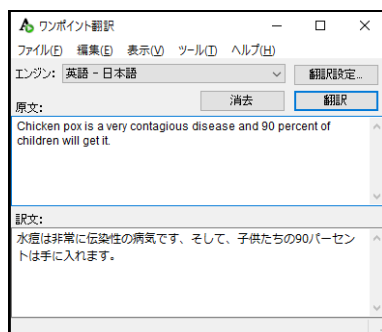 ワンポイント翻訳
ファイル(F) 編集(E) 表示(V) ツール(T) ヘルプ(H)
エンジン: 英語 - 日本語 翻訳設定...
原文: 消去 翻訳
Chicken pox is a very contagious disease and 90 percent of
children will get it.
訳文:
水痘は非常に伝染性の病気です、そして、子供たちの90パーセン
トは手に入れます。